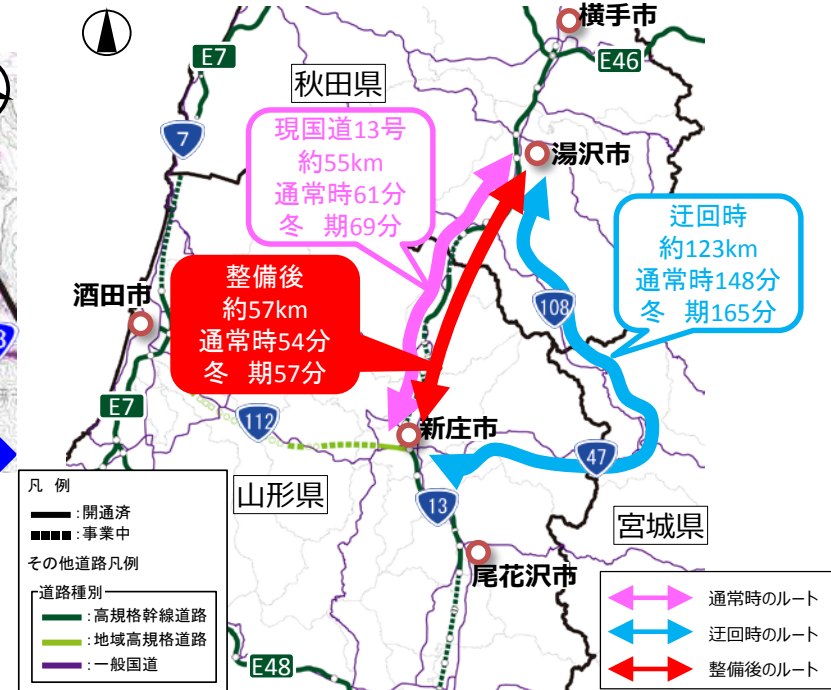 横手市
E7
E46
秋田県
7
現国道13号
約55km
通常時61分
冬 期69分
湯沢市
迂回時
約123km
通常時148分
冬 期165分
整備後
約57km
通常時54分
冬 期57分
酒田市
108
E7
112
新庄市
47
山形県
13
宮城県
尾花沢市
E48
凡 例
:開通済
:事業中
その他道路凡例
道路種別
:高規格幹線道路
:地域高規格道路
:一般国道
通常時のルート
迂回時のルート
整備後のルート